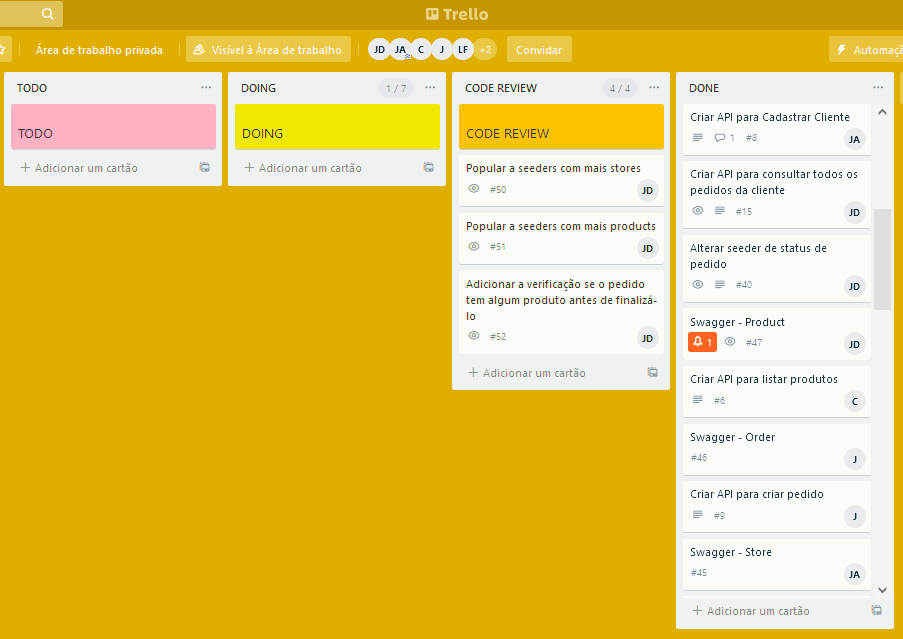 Trello
Área de trabalho privada
Visível à Área de trabalho
JD
JA
C
J
LF
+2
Convidar
Automaçã
TODO
TODO
Adicionar um cartão
DOING
1 / 7
DOING
Adicionar um cartão
CODE REVIEW
4 / 4
CODE REVIEW
Popular a seeders com mais stores
#50
JD
Popular a seeders com mais products
#51
JD
Adicionar a verificação se o pedido
tem algum produto antes de finalizá-
lo
#52
JD
Adicionar um cartão
DONE
Criar API para Cadastrar Cliente
1
#8
JA
Criar API para consultar todos os
pedidos da cliente
#15
JD
Alterar seeder de status de
pedido
#40
JD
Swagger - Product
1
#47
JD
Criar API para listar produtos
#6
C
Swagger - Order
#46
J
Criar API para criar pedido
#9
J
Swagger - Store
#45
JA
Adicionar um cartão